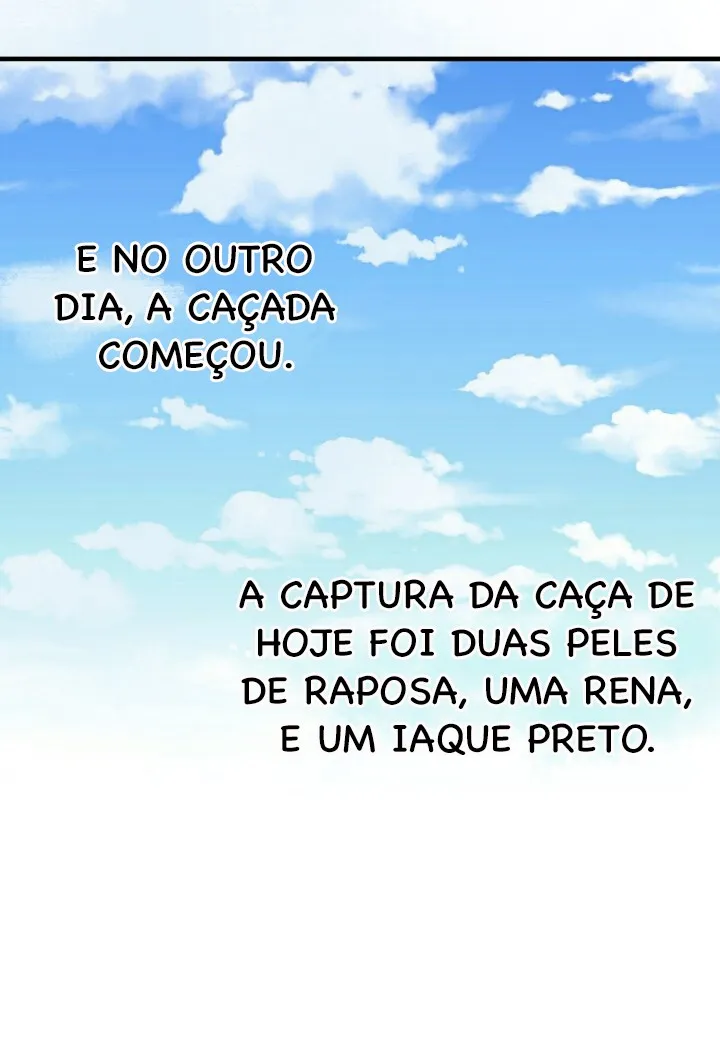 E NO OUTRO
DIA, A CAÇADA
COMEÇOU.
A CAPTURA DA CAÇA DE
HOJE FOI DUAS PELES
DE RAPOSA, UMA RENA,
E UM IAQUE PRETO.